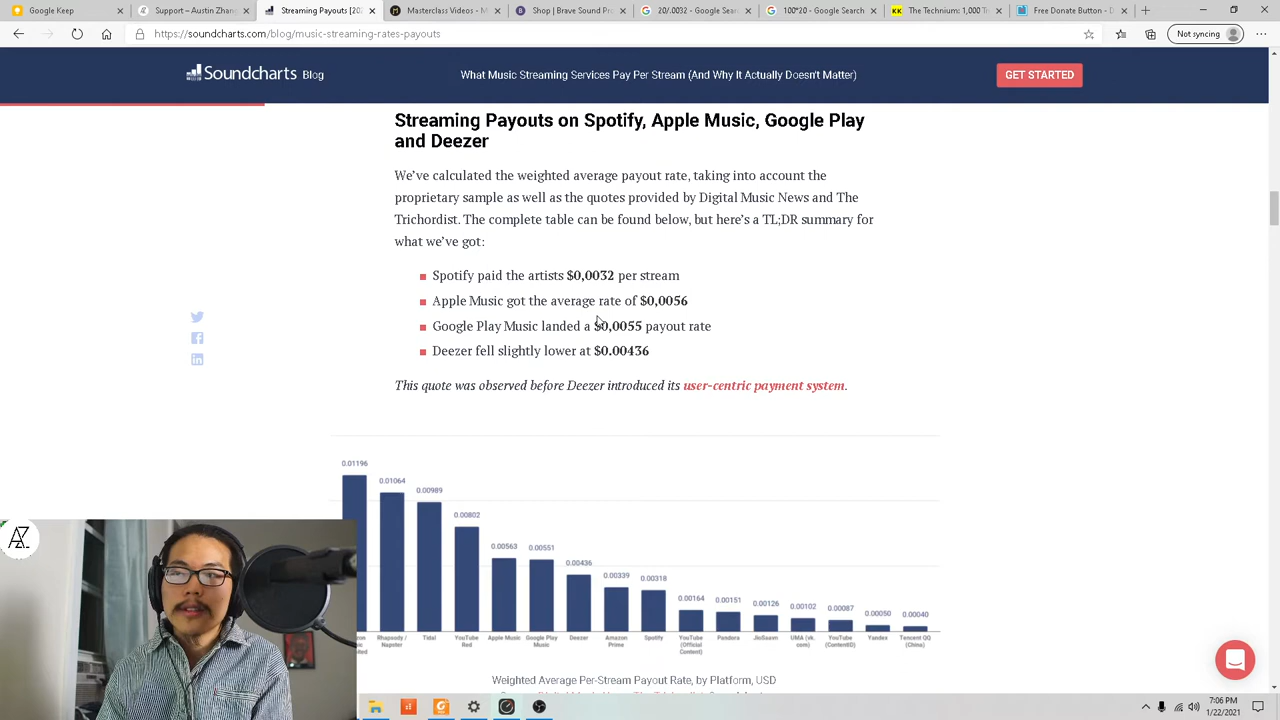 Google Keep
Support – Austin Zhang
Streaming Payouts (202
Manuscript: Modern Not
Shop | Brave New Books
20/.0032 - Google Sear
100*20 - Google Search
The Technium: 1,000 Tr
Free Donate Button - D
https://soundcharts.com/blog/music-streaming-rates-payouts
Not syncing
Soundcharts Blog
What Music Streaming Services Pay Per Stream (And Why It Actually Doesn't Matter)
GET STARTED
Streaming Payouts on Spotify, Apple Music, Google Play
and Deezer
We've calculated the weighted average payout rate, taking into account the
proprietary sample as well as the quotes provided by Digital Music News and The
Trichordist. The complete table can be found below, but here's a TL;DR summary for
what we've got:
Spotify paid the artists $0,0032 per stream
Apple Music got the average rate of $0,0056
Google Play Music landed a $0,0055 payout rate
Deezer fell slightly lower at $0.00436
This quote was observed before Deezer introduced its user-centric payment system.
0.01196
0.01064
0.00989
0.00802
0.00563
0.00551
0.00436
0.00339
0.00318
0.00164
0.00151
0.00126
0.00102
0.00087
0.00050
0.00040
Rhapsody /
Napster
Tidal
YouTube
Red
Apple Music
Google Play
Music
Deezer
Amazon
Prime
Spotify
YouTube
(Official
Content)
Pandora
UMA (vk.
com)
YouTube
(ContentID)
Yandex
Tencent QQ
(China)
Weighted Average Per-Stream Payout Rate, by Platform, USD
AZ
7:06 PM
1/22/2021